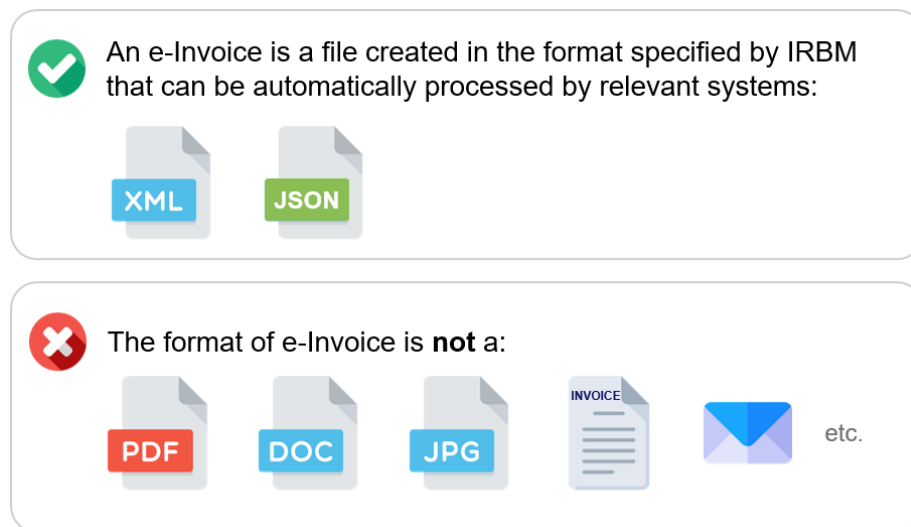 An e-Invoice is a file created in the format specified by IRBM
that can be automatically processed by relevant systems:
XML
JSON
The format of e-Invoice is not a:
PDF
DOC
JPG
INVOICE
etc.